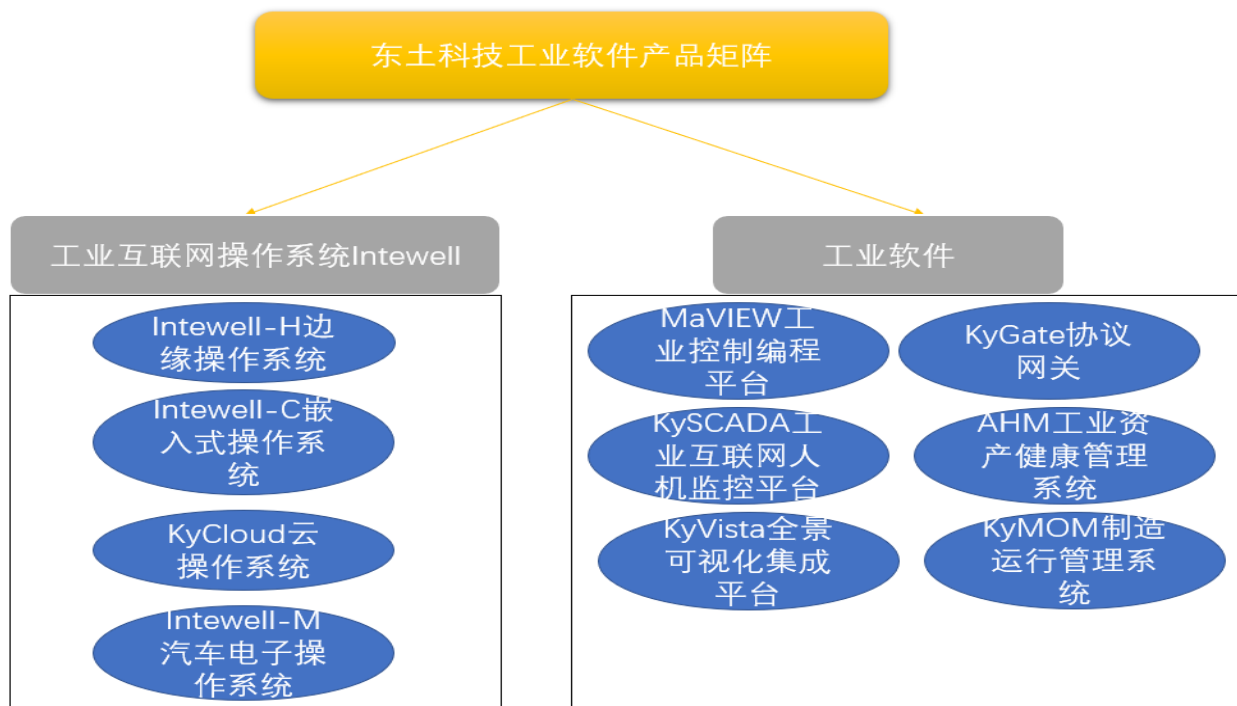 东土科技工业软件产品矩阵
工业互联网操作系统Intewell
Intewell-H边
缘操作系统
Intewell-C嵌
入式操作系
统
KyCloud云
操作系统
Intewell-M
汽车电子操
作系统
工业软件
MaVIEW工
业控制编程
平台
KyGate协议
网关
KySCADA工
业互联网人
机监控平台
AHM工业资
产健康管理
系统
KyVista全景
可视化集成
平台
KyMOM制造
运行管理系
统